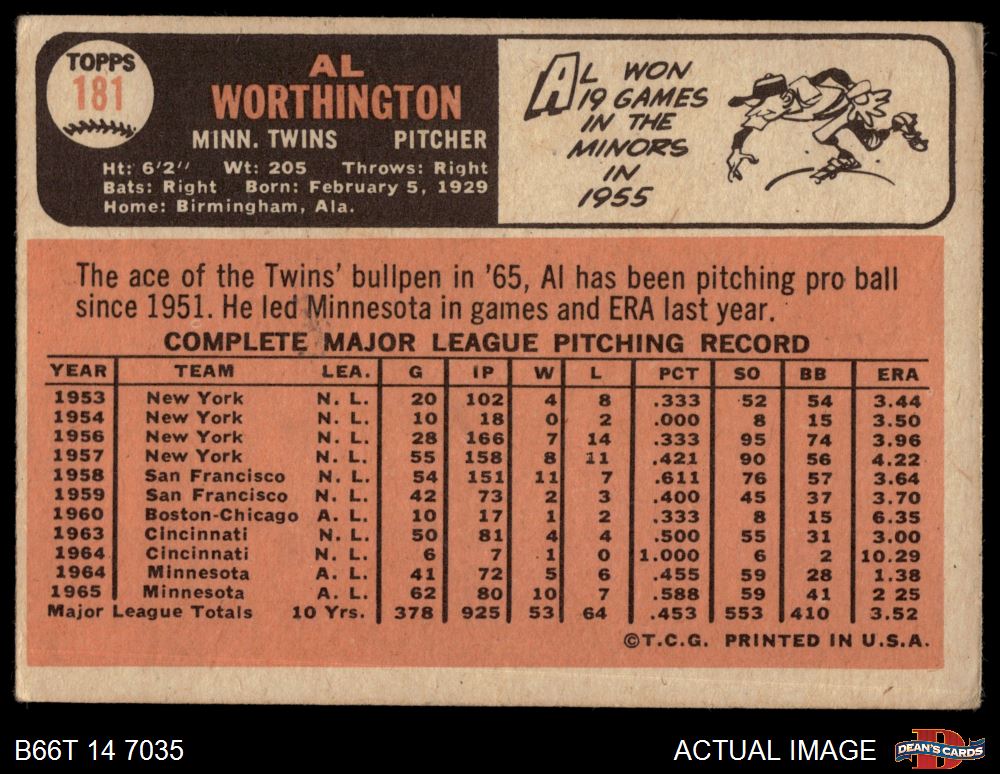 TOPPS
181
AL
WORTHINGTON
MINN. TWINS PITCHER
Ht: 6'2" Wt: 205 Throws: Right
Bats: Right Born: February 5, 1929
Home: Birmingham, Ala.
AL WON
19 GAMES
IN THE
MINORS
IN
1955
The ace of the Twins' bullpen in '65, Al has been pitching pro ball
since 1951. He led Minnesota in games and ERA last year.
COMPLETE MAJOR LEAGUE PITCHING RECORD
YEAR TEAM LEA. G IP W L PCT SO BB ERA
1953 New York N. L. 20 102 4 8 .333 52 54 3.44
1954 New York N. L. 10 18 0 2 .000 8 15 3.50
1956 New York N. L. 28 166 7 14 .333 95 74 3.96
1957 New York N. L. 55 158 8 11 .421 90 56 4.22
1958 San Francisco N. L. 54 151 11 7 .611 76 57 3.64
1959 San Francisco N. L. 42 73 2 3 .400 45 37 3.70
1960 Boston-Chicago A. L. 10 17 1 2 .333 8 15 6.35
1963 Cincinnati N. L. 50 81 4 4 .500 55 31 3.00
1964 Cincinnati N. L. 6 7 1 0 1.000 6 2 10.29
1964 Minnesota A. L. 41 72 5 6 .455 59 28 1.38
1965 Minnesota A. L. 62 80 10 7 .588 59 41 2 25
Major League Totals 10 Yrs. 378 925 53 64 .453 553 410 3.52
©T.C.G. PRINTED IN U.S.A.
B66T 14 7035 ACTUAL IMAGE D DEAN'S CARDS